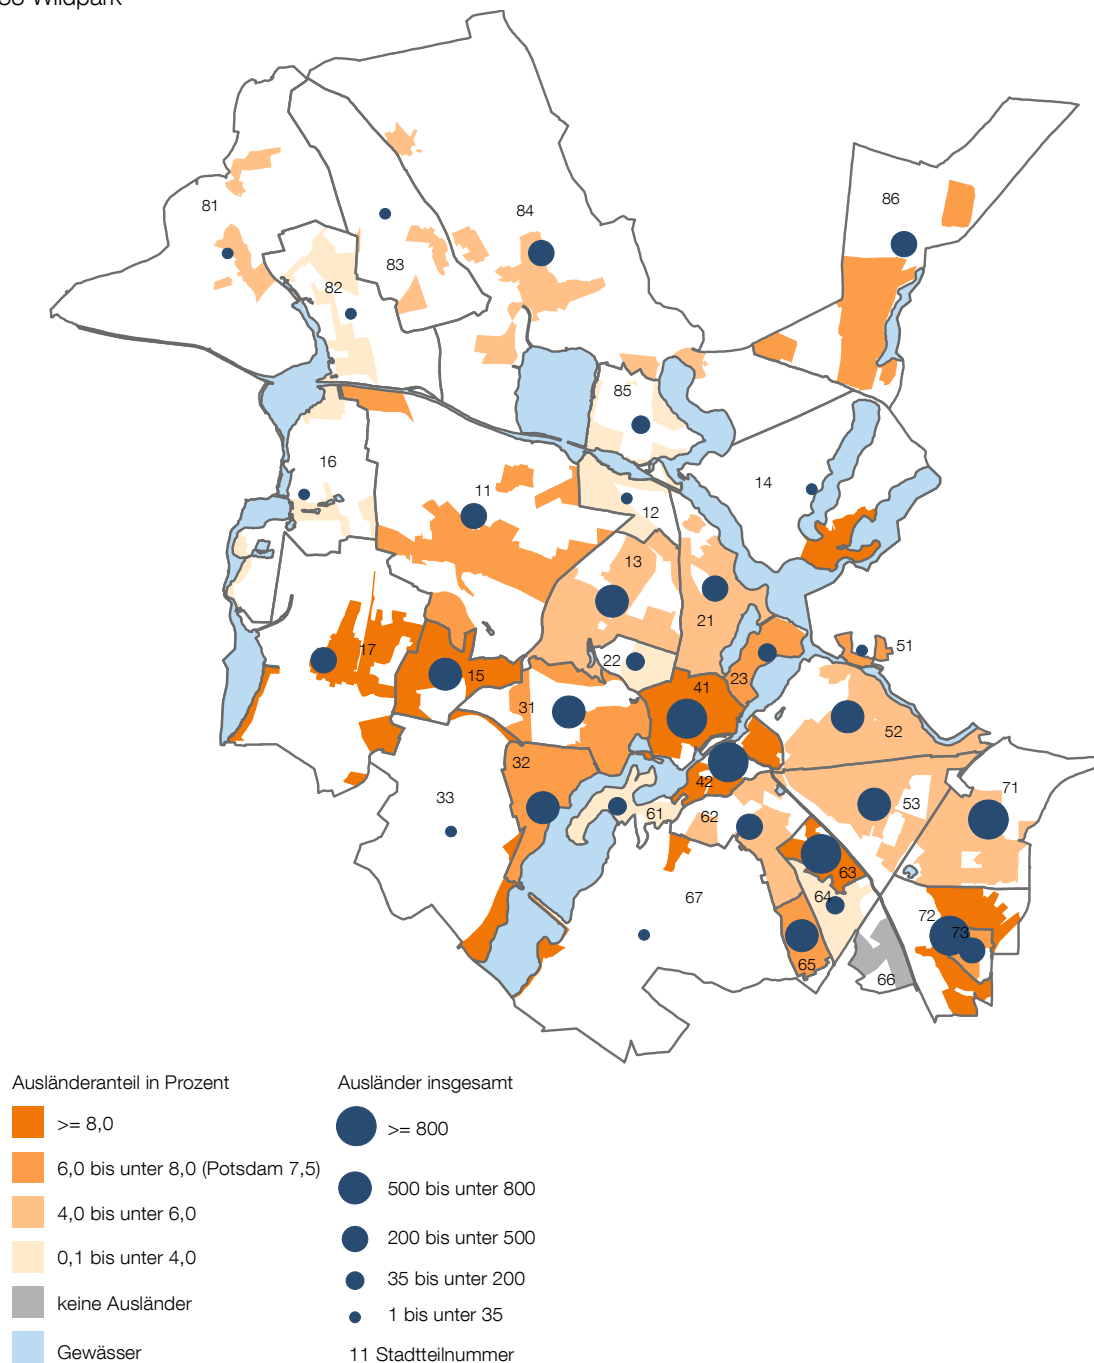 33 Wildpark
81
84
86
83
82
85
16
11
14
12
13
17
21
22
51
15
23
41
31
52
32
42
71
33
53
61
62
63
67
64
72
73
65
66
Ausländeranteil in Prozent
>= 8,0
6,0 bis unter 8,0 (Potsdam 7,5)
4,0 bis unter 6,0
0,1 bis unter 4,0
keine Ausländer
Gewässer
Ausländer insgesamt
>= 800
500 bis unter 800
200 bis unter 500
35 bis unter 200
1 bis unter 35
11 Stadtteilnummer